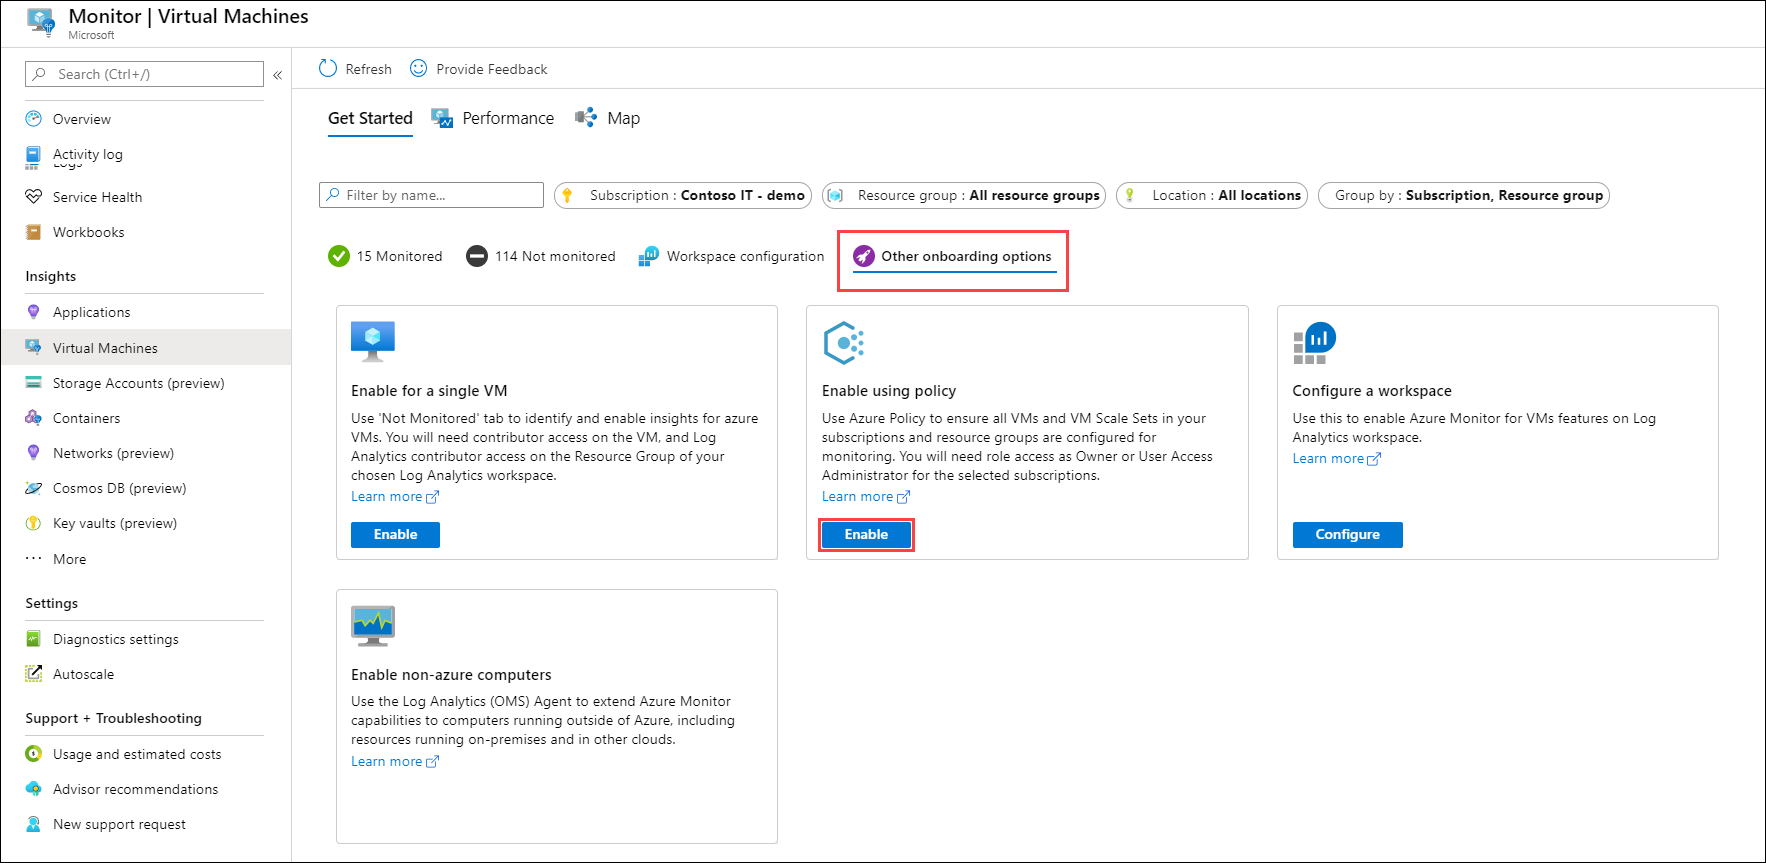 Monitor | Virtual Machines
Microsoft
Search (Ctrl+/)
«
Overview
Activity log
Logs
Service Health
Workbooks
Insights
Applications
Virtual Machines
Storage Accounts (preview)
Containers
Networks (preview)
Cosmos DB (preview)
Key vaults (preview)
More
Settings
Diagnostics settings
Autoscale
Support + Troubleshooting
Usage and estimated costs
Advisor recommendations
New support request
Refresh
Provide Feedback
Get Started
Performance
Map
Filter by name...
Subscription : Contoso IT - demo
Resource group : All resource groups
Location : All locations
Group by : Subscription, Resource group
15 Monitored
114 Not monitored
Workspace configuration
Other onboarding options
Enable for a single VM
Use 'Not Monitored' tab to identify and enable insights for azure
VMs. You will need contributor access on the VM, and Log
Analytics contributor access on the Resource Group of your
chosen Log Analytics workspace.
Learn more
Enable
Enable using policy
Use Azure Policy to ensure all VMs and VM Scale Sets in your
subscriptions and resource groups are configured for
monitoring. You will need role access as Owner or User Access
Administrator for the selected subscriptions.
Learn more
Enable
Configure a workspace
Use this to enable Azure Monitor for VMs features on Log
Analytics workspace.
Learn more
Configure
Enable non-azure computers
Use the Log Analytics (OMS) Agent to extend Azure Monitor
capabilities to computers running outside of Azure, including
resources running on-premises and in other clouds.
Learn more